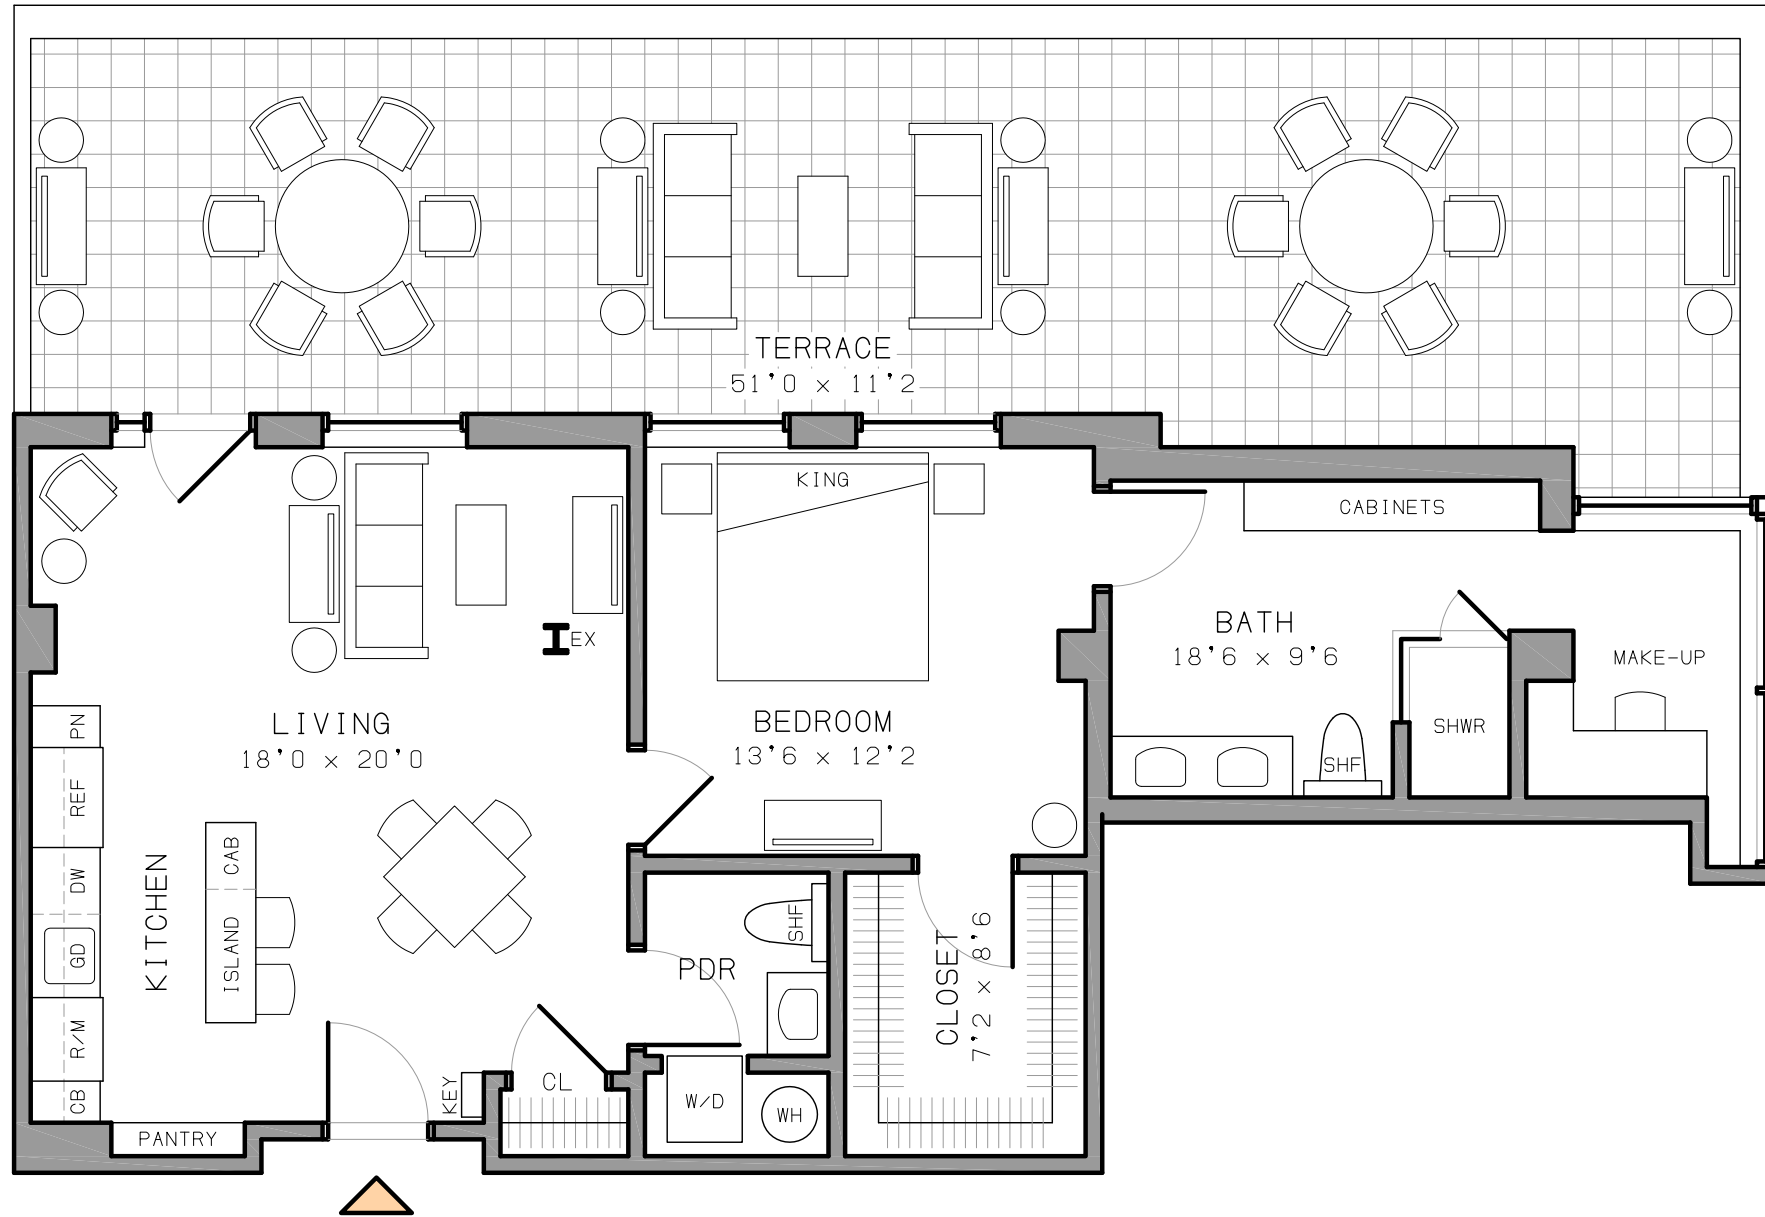 TERRACE
51'0 x 11'2
KING
CABINETS
EX
BATH
18'6 x 9'6
MAKE-UP
LIVING
18'0 x 20'0
BEDROOM
13'6 x 12'2
SHWR
SHF
PN
REF
DW
GD
R/M
CB
KITCHEN
CAB
ISLAND
SHF
PDR
CLOSET
7'2 x 8'6
KEY
CL
W/D
WH
PANTRY